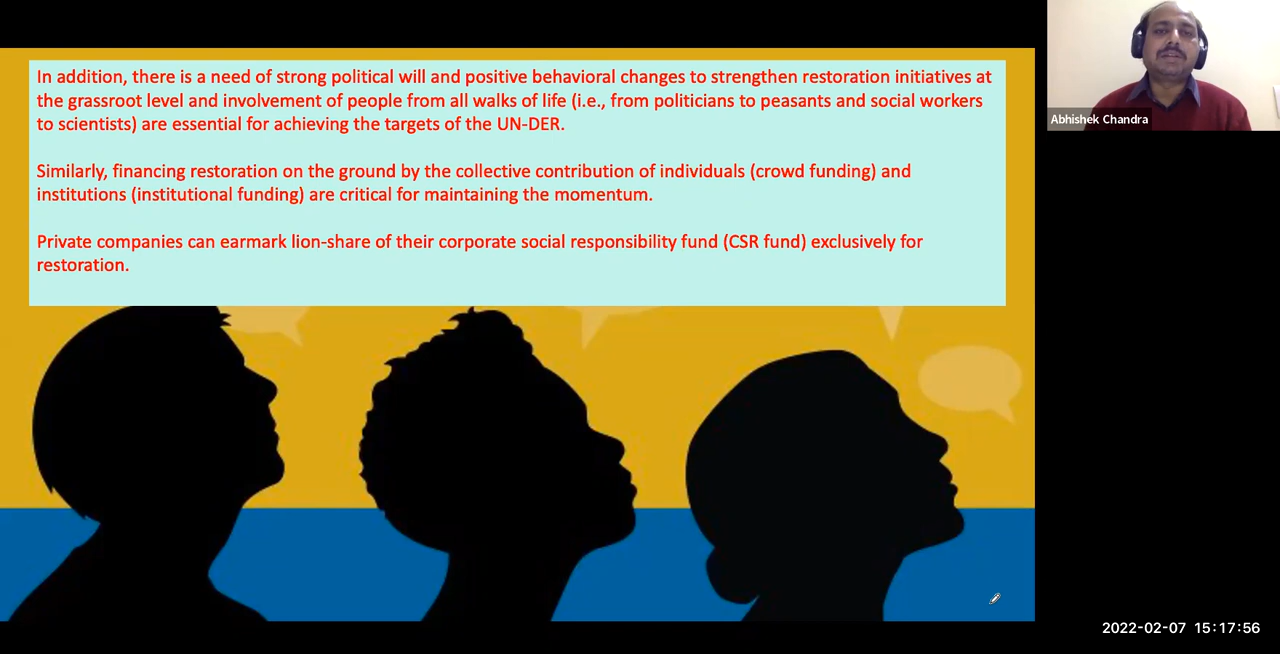 In addition, there is a need of strong political will and positive behavioral changes to strengthen restoration initiatives at
the grassroot level and involvement of people from all walks of life (i.e., from politicians to peasants and social workers
to scientists) are essential for achieving the targets of the UN-DER.
Similarly, financing restoration on the ground by the collective contribution of individuals (crowd funding) and
institutions (institutional funding) are critical for maintaining the momentum.
Private companies can earmark lion-share of their corporate social responsibility fund (CSR fund) exclusively for
restoration.
Abhishek Chandra
2022-02-07 15:17:56